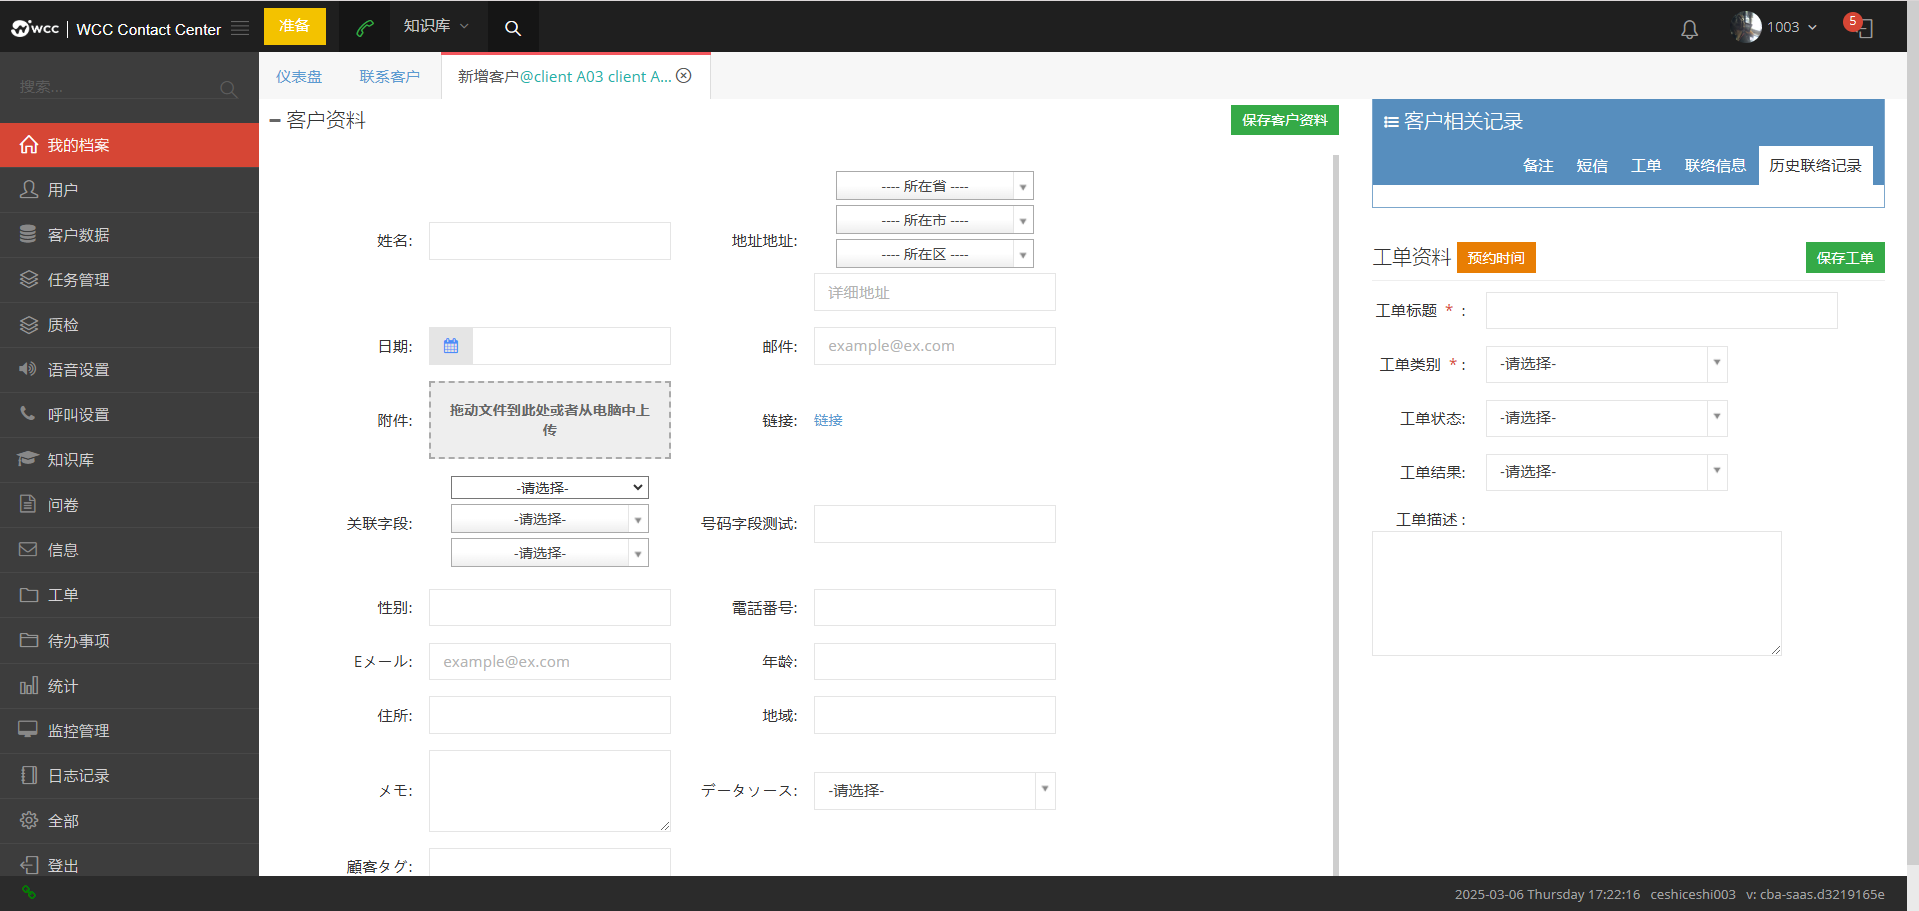 wcc | WCC Contact Center
准备
知识库
1003
5
搜索...
我的档案
用户
客户数据
任务管理
质检
语音设置
呼叫设置
知识库
问卷
信息
工单
待办事项
统计
监控管理
日志记录
全部
登出
仪表盘
联系客户
新增客户@client A03 client A...
客户资料
保存客户资料
姓名:
地址地址:
---- 所在省 ----
---- 所在市 ----
---- 所在区 ----
详细地址
日期:
邮件:
example@ex.com
附件:
拖动文件到此处或者从电脑中上
传
链接:
链接
关联字段:
-请选择-
-请选择-
-请选择-
号码字段测试:
性别:
電話番号:
Eメール:
example@ex.com
年龄:
住所:
地域:
メモ:
データソース:
-请选择-
顧客タグ:
客户相关记录
备注
短信
工单
联络信息
历史联络记录
工单资料
预约时间
保存工单
工单标题 * :
工单类别 * :
-请选择-
工单状态:
-请选择-
工单结果:
-请选择-
工单描述 :
2025-03-06 Thursday 17:22:16 ceshiceshi003 v: cba-saas.d3219165e